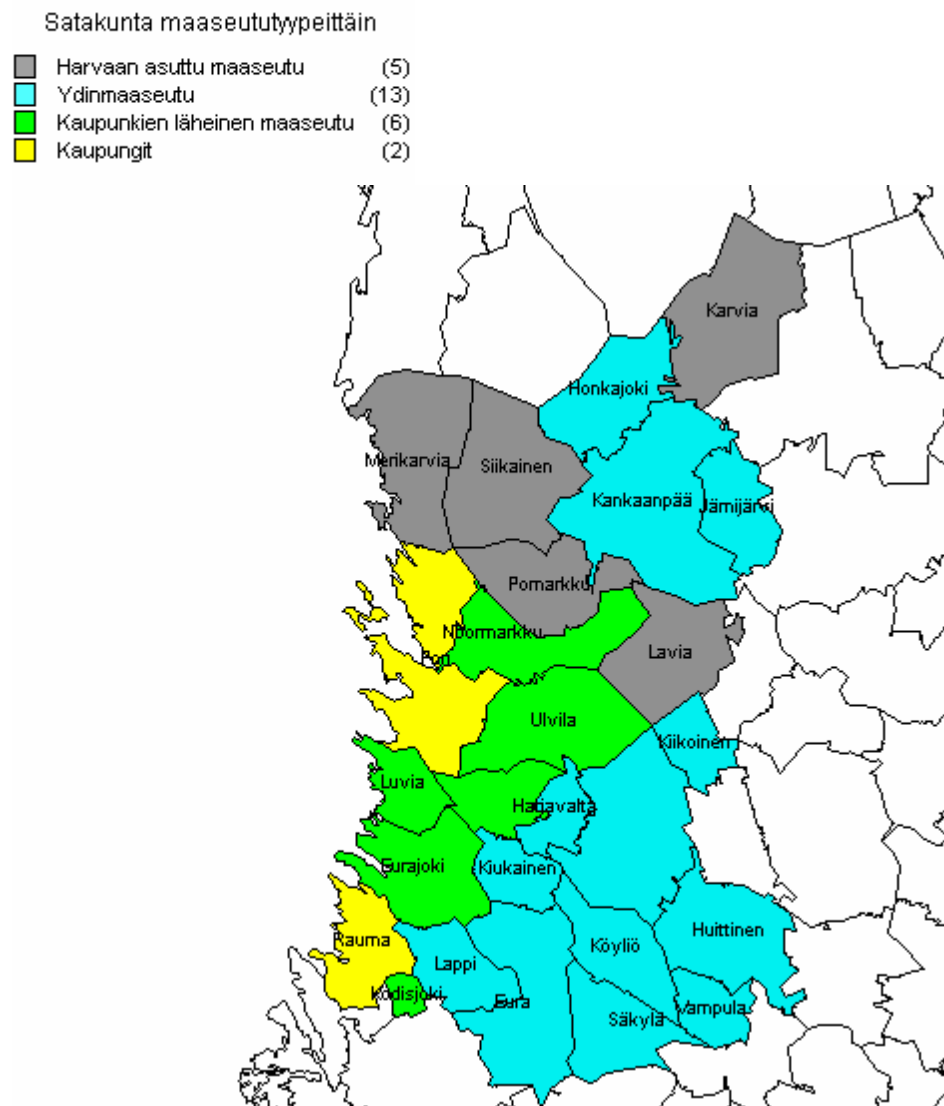 Satakunta maaseututyypeittäin
Harvaan asuttu maaseutu (5)
Ydinmaaseutu (13)
Kaupunkien läheinen maaseutu (6)
Kaupungit (2)
Karvia
Honkajoki
Merikarvia
Siikainen
Kankaanpää
Jämijärvi
Pomarkku
Noormarkku
Pori
Lavia
Ulvila
Kiikoinen
Luvia
Harjavalta
Eurajoki
Kiukainen
Rauma
Huittinen
Köyliö
Lappi
Kodisjoki
Eura
Säkylä
Vampula